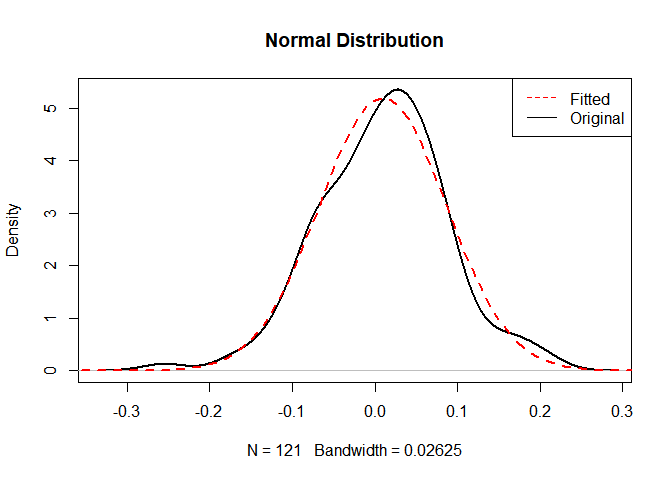 Normal Distribution
Fitted
Original
Density
5
4
3
2
1
0
-0.3 -0.2 -0.1 0.0 0.1 0.2 0.3
N = 121 Bandwidth = 0.02625